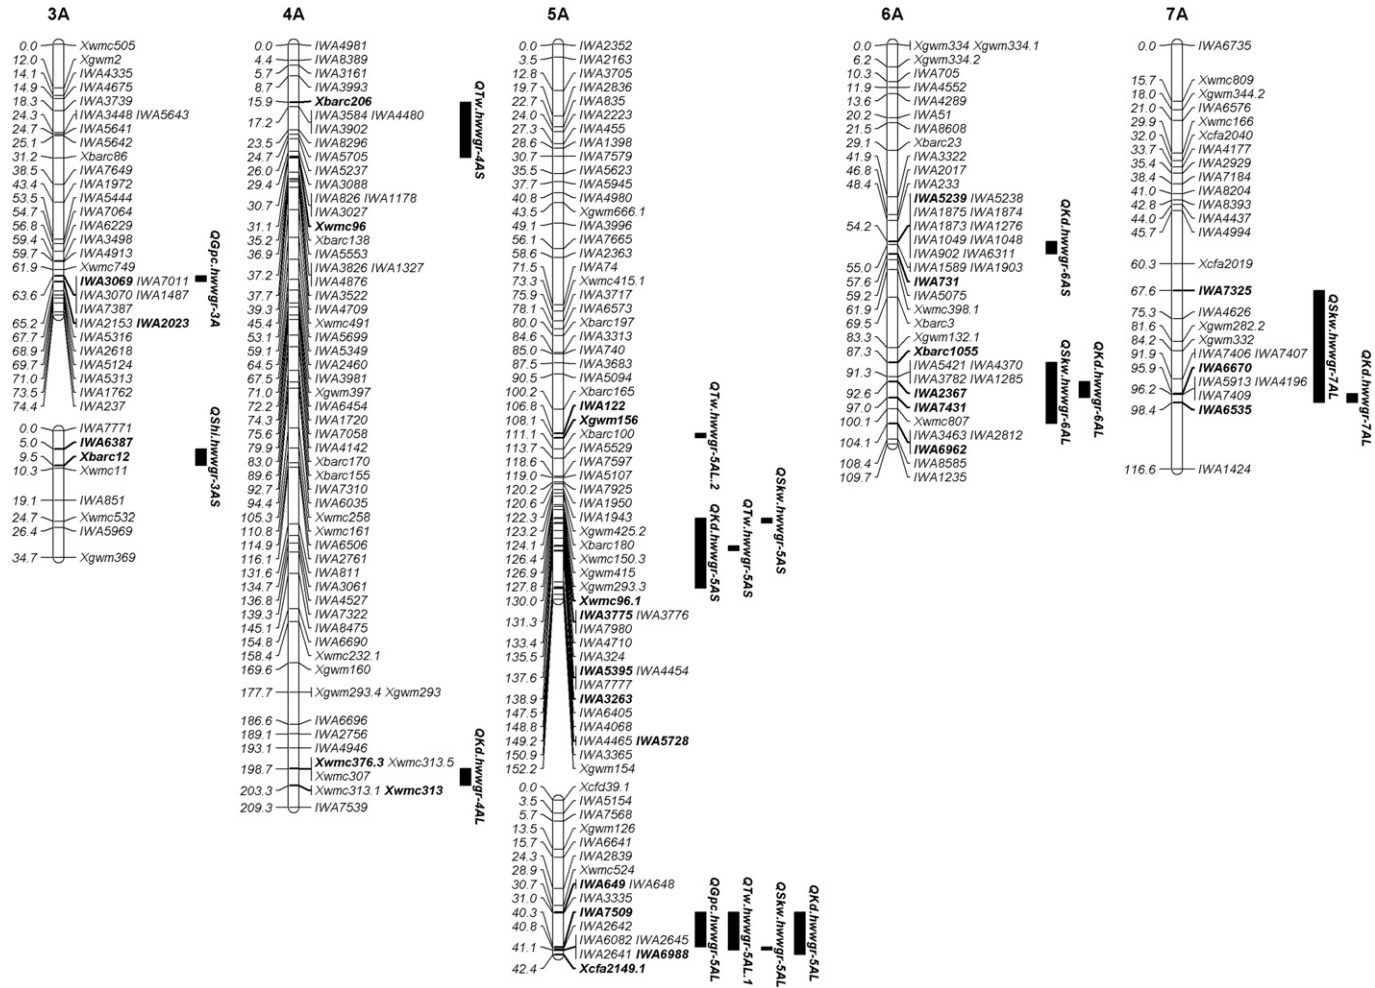 3A
0.0 Xwmc505
12.0 Xgwm2
14.1 IWA4335
14.9 IWA4675
18.3 IWA3739
24.3 IWA3448 IWA5643
24.7 IWA5641
25.1 IWA5642
31.2 Xbarc86
38.5 IWA7649
43.4 IWA1972
53.5 IWA5444
54.7 IWA7064
56.8 IWA6229
59.4 IWA3498
59.7 IWA4913
61.9 Xwmc749
IWA3069 IWA7011
63.6 IWA3070 IWA1487
IWA7387
65.2 IWA2153 IWA2023
67.7 IWA5316
68.9 IWA2618
69.7 IWA5124
71.0 IWA5313
73.5 IWA1762
74.4 IWA237
QGpc.hwwgr-3A
0.0 IWA7771
5.0 IWA6387
9.5 Xbarc12
10.3 Xwmc11
19.1 IWA851
24.7 Xwmc532
26.4 IWA5969
34.7 Xgwm369
QShi.hwwgr-3AS
4A
0.0 IWA4981
4.4 IWA8389
5.7 IWA3161
8.7 IWA3993
15.9 Xbarc206
17.2 IWA3584 IWA4480
IWA3902
23.5 IWA8296
24.7 IWA5705
26.0 IWA5237
29.4 IWA3088
30.7 IWA826 IWA1178
IWA3027
31.1 Xwmc96
35.2 Xbarc138
36.9 IWA5553
37.2 IWA3826 IWA1327
IWA4876
37.7 IWA3522
39.3 IWA4709
45.4 Xwmc491
53.1 IWA5699
59.1 IWA5349
64.5 IWA2460
67.5 IWA3981
71.0 Xgwm397
72.2 IWA6454
74.3 IWA1720
75.6 IWA7058
79.9 IWA4142
83.0 Xbarc170
89.6 Xbarc155
92.7 IWA7310
94.4 IWA6035
105.3 Xwmc258
110.8 Xwmc161
114.9 IWA6506
116.1 IWA2761
131.6 IWA811
134.7 IWA3061
136.8 IWA4527
139.3 IWA7322
145.1 IWA8475
154.8 IWA6690
158.4 Xwmc232.1
169.6 Xgwm160
177.7 Xgwm293.4 Xgwm293
186.6 IWA6696
189.1 IWA2756
193.1 IWA4946
198.7 Xwmc376.3 Xwmc313.5
Xwmc307
203.3 Xwmc313.1 Xwmc313
209.3 IWA7539
QTw.hwwgr-4AS
QKd.hwwgr-4AL
5A
0.0 IWA2352
3.5 IWA2163
12.8 IWA3705
19.7 IWA2836
22.7 IWA835
24.0 IWA2223
27.3 IWA455
28.6 IWA1398
30.7 IWA7579
35.5 IWA5623
37.7 IWA5945
40.8 IWA4980
43.5 Xgwm666.1
49.1 IWA3996
56.1 IWA7665
58.6 IWA2363
71.5 IWA74
73.3 Xwmc415.1
75.9 IWA3717
78.1 IWA6573
80.0 Xbarc197
84.6 IWA3313
85.0 IWA740
87.5 IWA3683
90.5 IWA5094
100.2 Xbarc165
106.8 IWA122
108.1 Xgwm156
111.1 Xbarc100
113.7 IWA5529
118.6 IWA7597
119.0 IWA5107
120.2 IWA7925
120.6 IWA1950
122.3 IWA1943
123.2 Xgwm425.2
124.1 Xbarc180
126.4 Xwmc150.3
126.9 Xgwm415
127.8 Xgwm293.3
130.0 Xwmc96.1
131.3 IWA3775 IWA3776
IWA7980
133.4 IWA4710
135.5 IWA324
137.6 IWA5395 IWA4454
IWA7777
138.9 IWA3263
147.5 IWA6405
148.8 IWA4068
149.2 IWA4465 IWA5728
150.9 IWA3365
152.2 Xgwm154
QTw.hwwgr-5AL.2
QKd.hwwgr-5AS
QTw.hwwgr-5AS
QSkw.hwwgr-5AS
0.0 Xcfd39.1
3.5 IWA5154
5.7 IWA7568
13.5 Xgwm126
15.7 IWA6641
24.3 IWA2839
28.9 Xwmc524
30.7 IWA649 IWA648
31.0 IWA3335
40.3 IWA7509
40.8 IWA2642
41.1 IWA6082 IWA2645
IWA2641 IWA6988
42.4 Xcfa2149.1
QGpc.hwwgr-5AL
QTw.hwwgr-5AL.1
QSkw.hwwgr-5AL
QKd.hwwgr-5AL
6A
0.0 Xgwm334 Xgwm334.1
6.2 Xgwm334.2
10.3 IWA705
11.9 IWA4552
13.6 IWA4289
20.2 IWA51
21.5 IWA8608
29.1 Xbarc23
41.9 IWA3322
46.8 IWA2017
48.4 IWA233
IWA5239 IWA5238
IWA1875 IWA1874
54.2 IWA1873 IWA1276
IWA1049 IWA1048
IWA902 IWA6311
55.0 IWA1589 IWA1903
57.6 IWA731
59.2 IWA5075
61.9 Xwmc398.1
69.5 Xbarc3
83.3 Xgwm132.1
87.3 Xbarc1055
91.3 IWA5421 IWA4370
IWA3782 IWA1285
92.6 IWA2367
97.0 IWA7431
100.1 Xwmc807
104.1 IWA3463 IWA2812
IWA6962
108.4 IWA8585
109.7 IWA1235
QKd.hwwgr-6AS
QSkw.hwwgr-6AL
QKd.hwwgr-6AL
7A
0.0 IWA6735
15.7 Xwmc809
18.0 Xgwm344.2
21.0 IWA6576
29.9 Xwmc166
32.0 Xcfa2040
33.7 IWA4177
35.4 IWA2929
38.4 IWA7184
41.0 IWA8204
42.8 IWA8393
44.0 IWA4437
45.7 IWA4994
60.3 Xcfa2019
67.6 IWA7325
75.3 IWA4626
81.6 Xgwm282.2
84.2 Xgwm332
91.9 IWA7406 IWA7407
95.9 IWA6670
96.2 IWA5913 IWA4196
IWA7409
98.4 IWA6535
116.6 IWA1424
QSkw.hwwgr-7AL
QKd.hwwgr-7AL